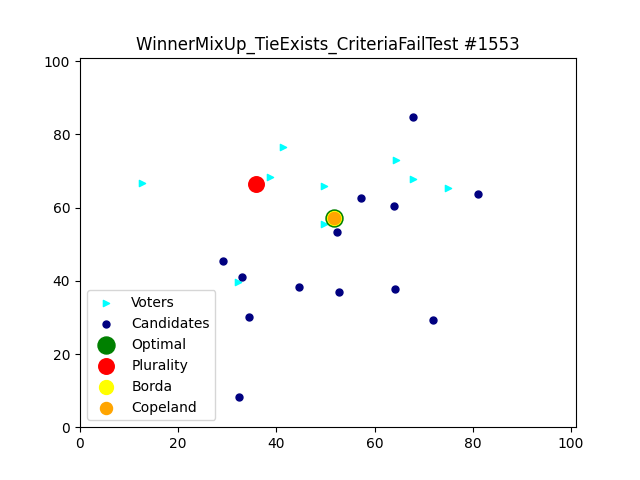 WinnerMixUp_TieExists_CriteriaFailTest #1553
100
80
60
40
20
0
Voters
Candidates
Optimal
Plurality
Borda
Copeland
0 20 40 60 80 100